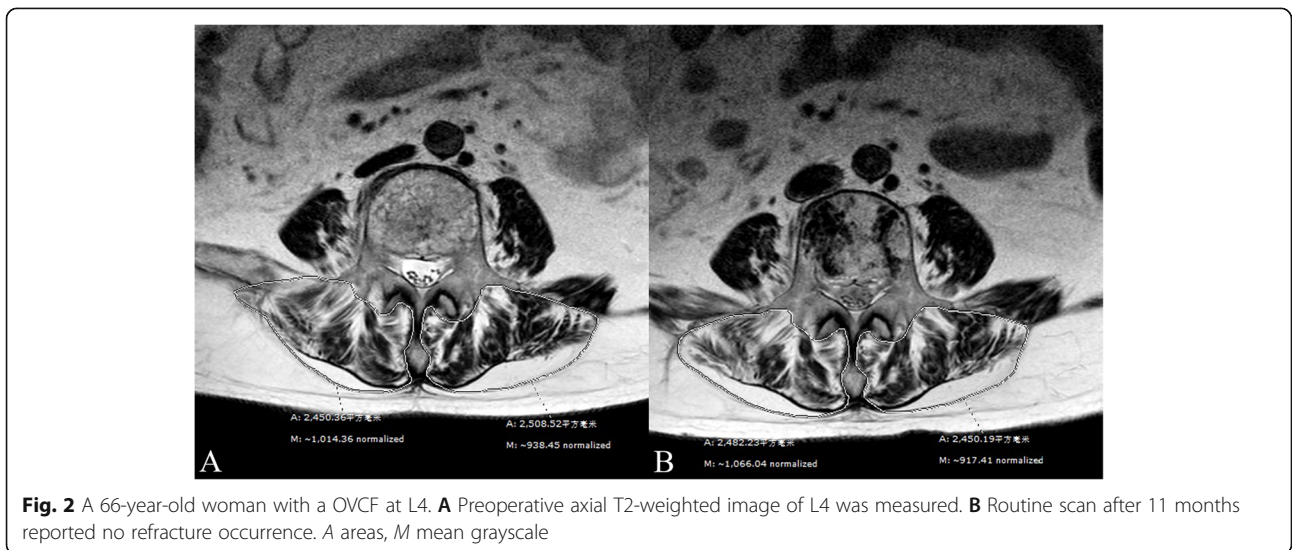 A: 2,450.36平方毫米
M: ~1,014.36 normalized
A: 2,508.52平方毫米
M: ~938.45 normalized
A
A: 2,482.23平方毫米
M: ~1,066.04 normalized
A: 2,450.19平方毫米
M: ~917.41 normalized
B
Fig. 2 A 66-year-old woman with a OVCF at L4. A Preoperative axial T2-weighted image of L4 was measured. B Routine scan after 11 months
reported no refracture occurrence. A areas, M mean grayscale